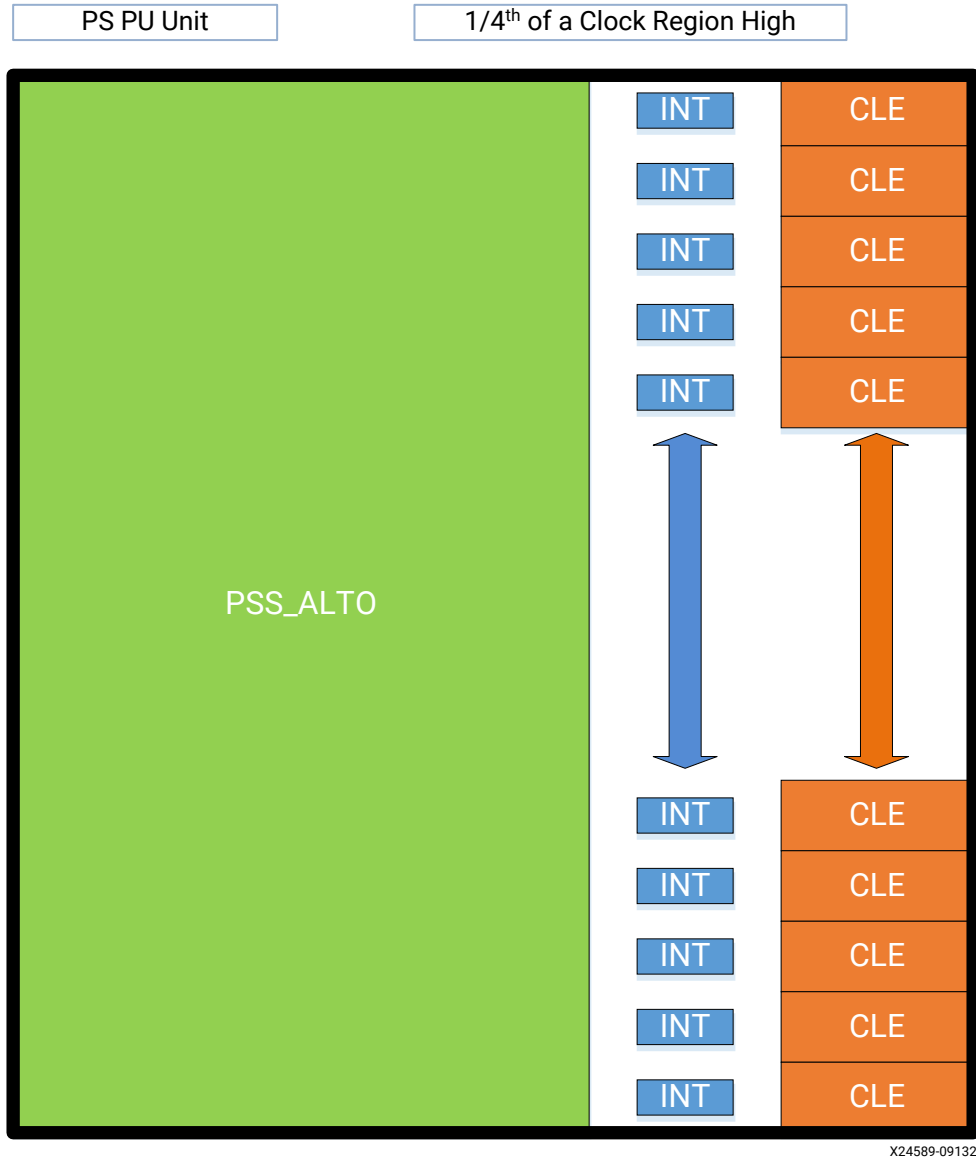 PS PU Unit
1/4th of a Clock Region High
INT CLE
INT CLE
INT CLE
INT CLE
INT CLE
PSS_ALTO
INT CLE
INT CLE
INT CLE
INT CLE
INT CLE
X24589-09132